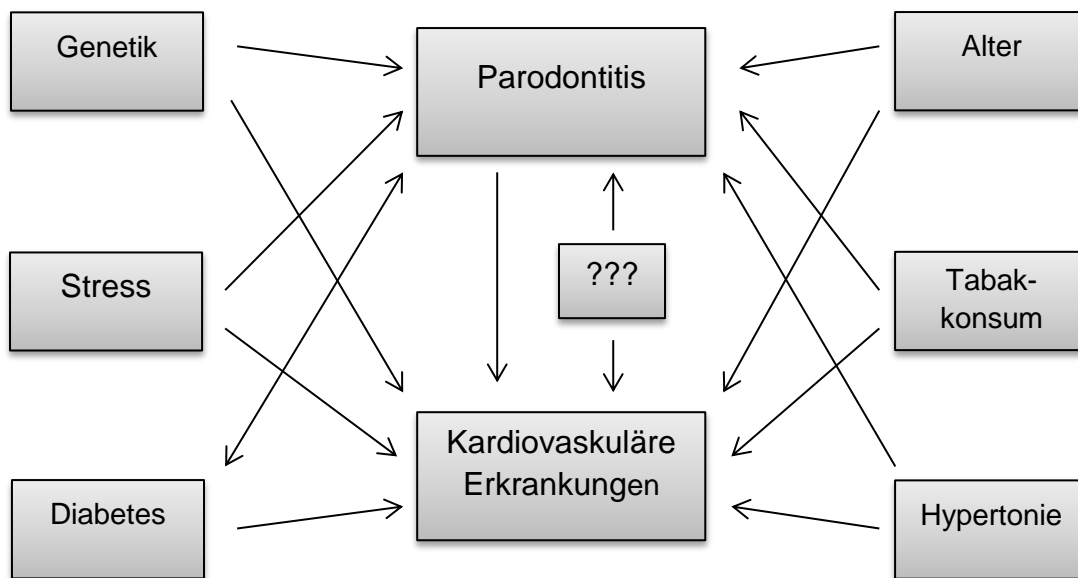 Genetik
Parodontitis
Alter
Stress
???
Tabak-
konsum
Kardiovaskuläre
Erkrankungen
Diabetes
Hypertonie